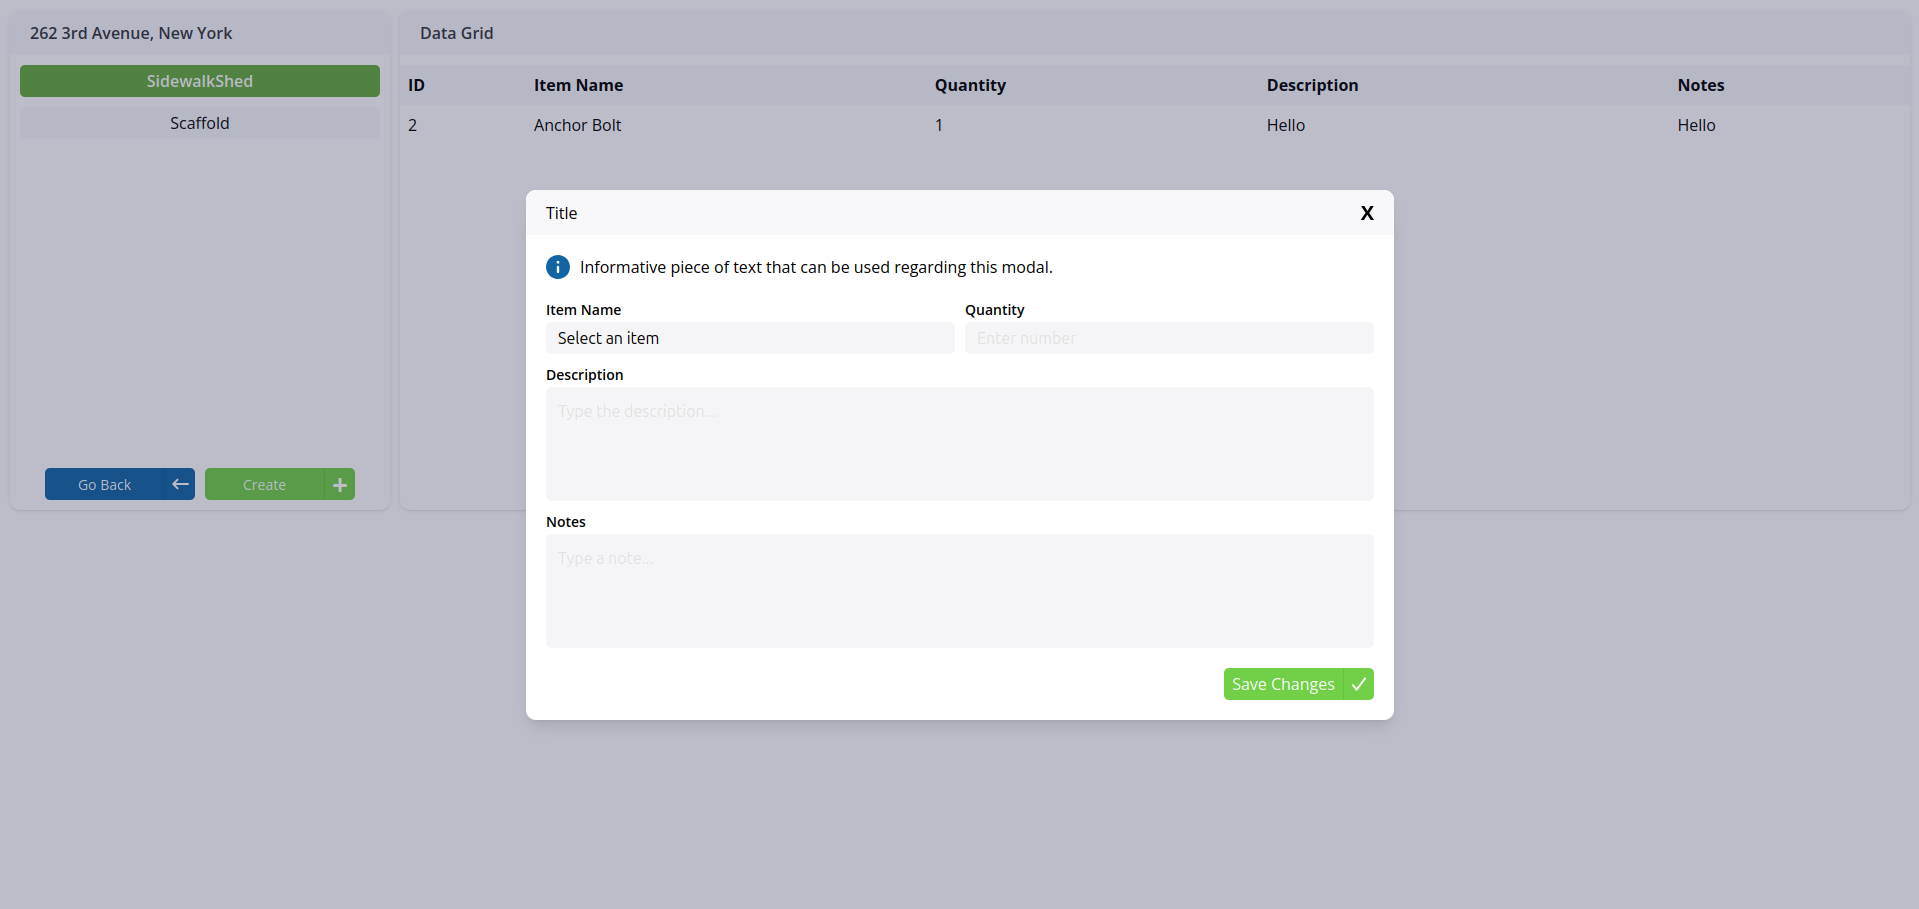 262 3rd Avenue, New York
SidewalkShed
Scaffold
Go Back
Create
Data Grid
ID Item Name Quantity Description Notes
2 Anchor Bolt 1 Hello Hello
Title X
Informative piece of text that can be used regarding this modal.
Item Name Quantity
Select an item Enter number
Description
Type the description...
Notes
Type a note...
Save Changes